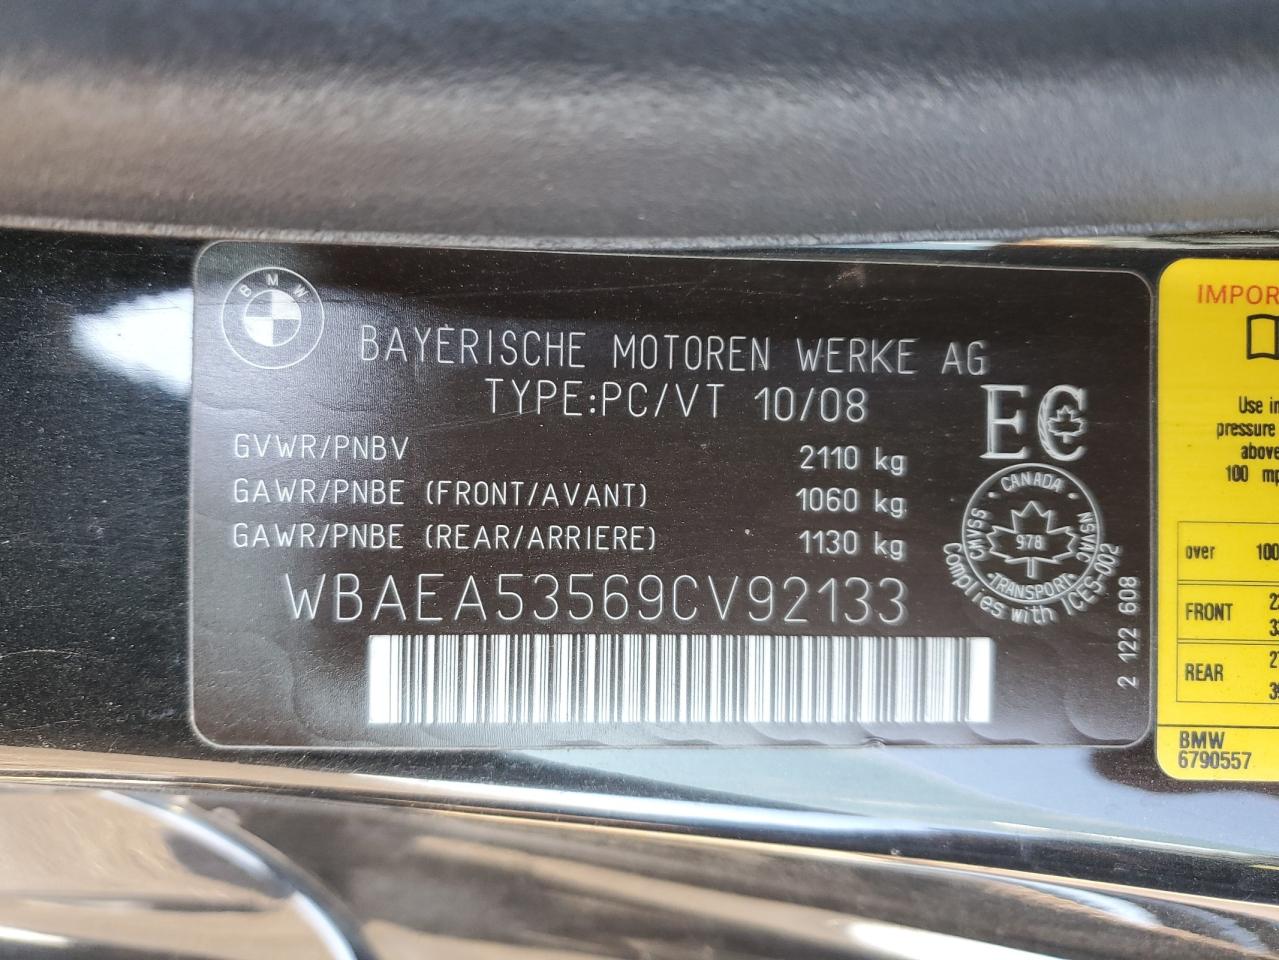 BMW
BAYERISCHE MOTOREN WERKE AG
TYPE:PC/VT 10/08
GVWR/PNBV 2110 kg
GAWR/PNBE (FRONT/AVANT) 1060 kg
GAWR/PNBE (REAR/ARRIERE) 1130 kg
WBAEA53569CV92133
EC
CANADA
CMVSS
NSVAC
978
TRANSPORT
Complies with ICES-002
2 122 608
IMPOR
Use in
pressure
above
100 mp
over 100
FRONT
REAR
BMW
6790557